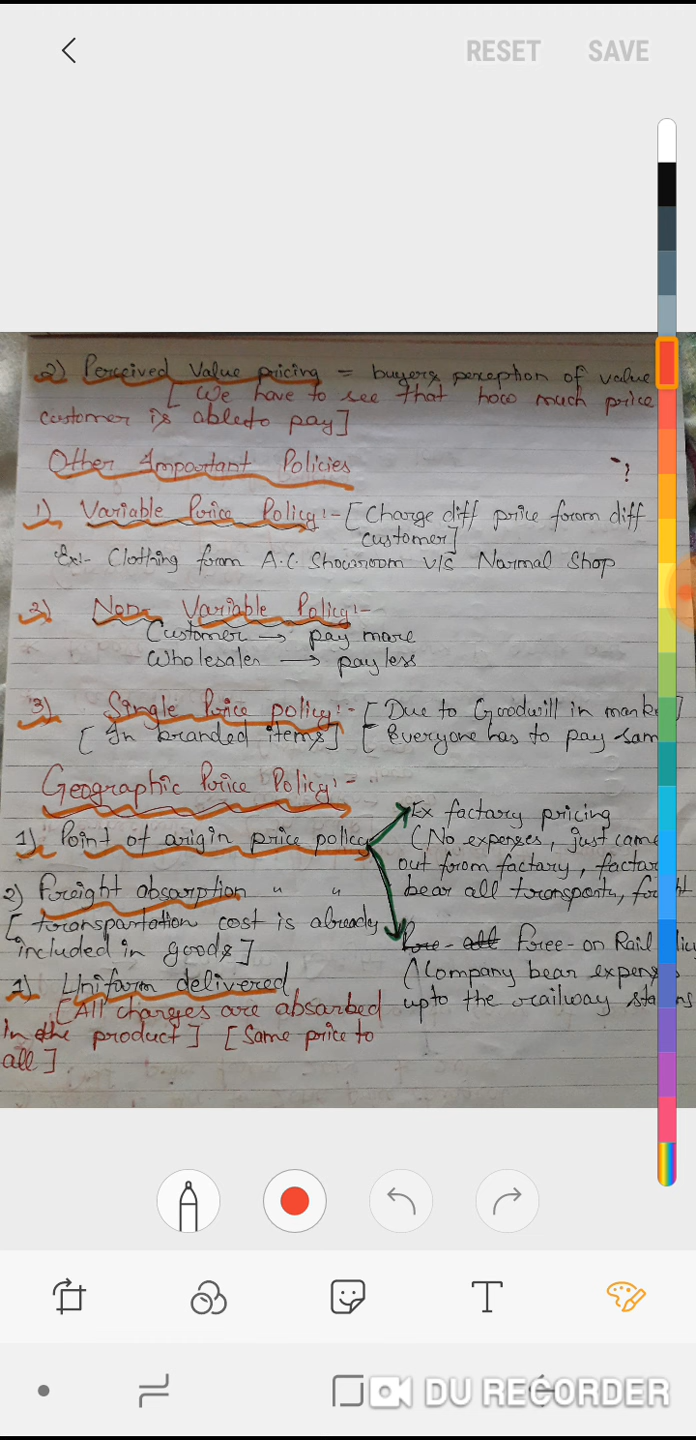 RESET SAVE
2) Perceived Value pricing = buyers perception of value
[ We have to see that how much price
customer is able to pay]
Other Important Policies
?
1) Variable Price Policy:- [Charge diff price from diff
customer]
Ex:- Clothing from A.C. Showroom v/s Normal Shop
2) Non- Variable Policy:-
Customer → pay more
Wholesaler → pay less
3) Single Price policy:- [Due to Goodwill in mark ]
[In branded items] [Everyone has to pay sam
Geographic Price Policy:-
1) Point of origin price policy
Ex factory pricing
(No expenses, just came
out from factory, factor
bear all transports,
2) Freight absorption " "
[transportation cost is already
included in goods]
Free-on Rail
(Company bear expens
upto the railway sta ns
1) Uniform delivered
[All charges are absorbed
in the product] [Same price to
all]
T
DU RECORDER